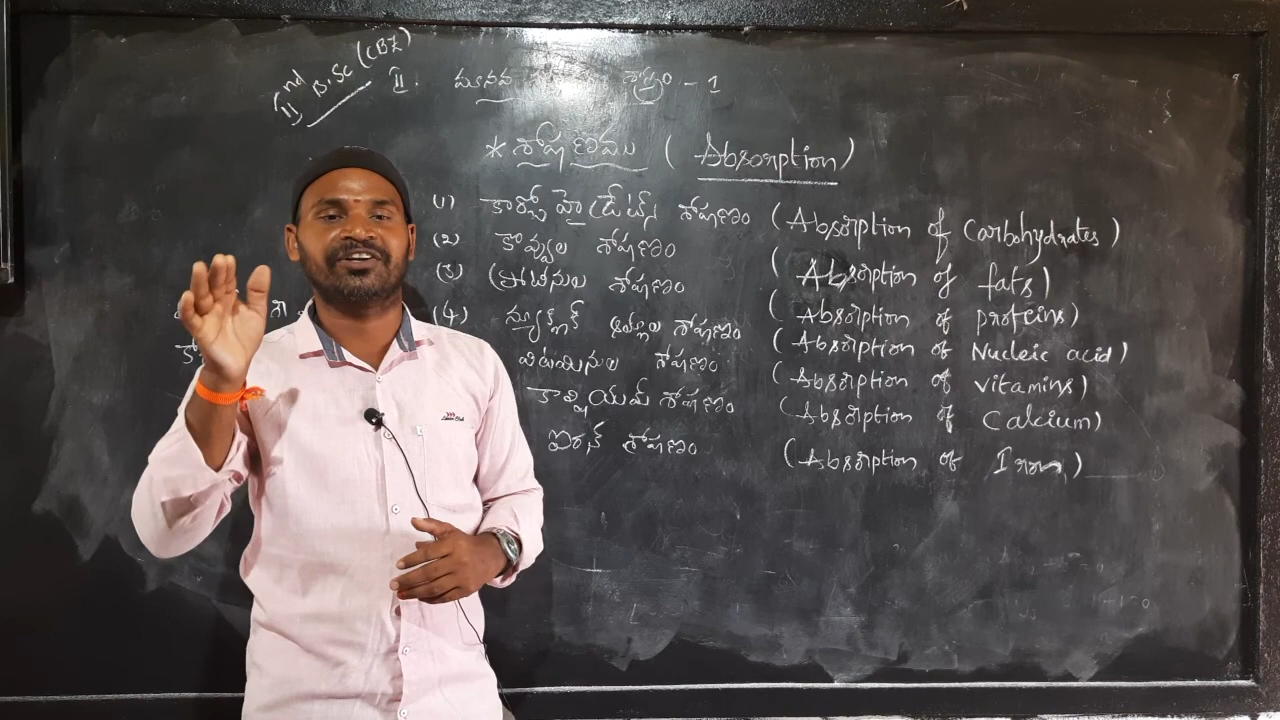 IInd B.Sc (CBZ)
II. మానవ శాస్త్రం - 1
* శోషణము (Absorption)
(1) కార్బోహైడ్రేట్స్ శోషణం (Absorption of Carbohydrates)
(2) కొవ్వుల శోషణం (Absorption of fats)
(3) ప్రోటీనుల శోషణం (Absorption of proteins)
(4) న్యూక్లిక్ ఆమ్లాల శోషణం (Absorption of Nucleic acid)
విటమినుల శోషణం (Absorption of vitamins)
కాల్షియమ్ శోషణం (Absorption of Calcium)
ఐరన్ శోషణం (Absorption of Iron)